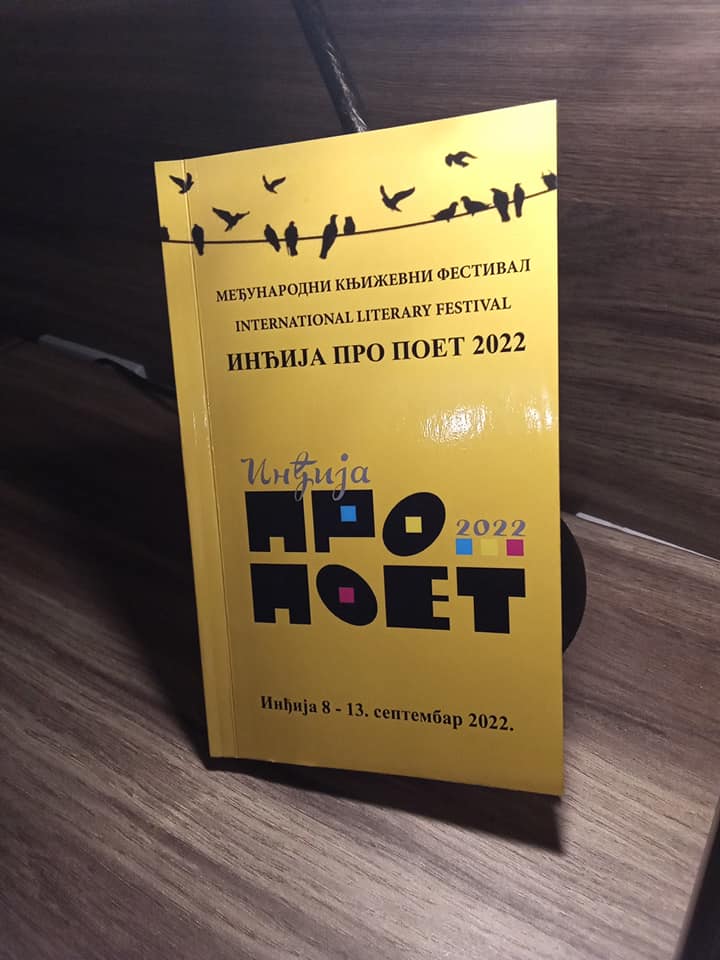 МЕЂУНАРОДНИ КЊИЖЕВНИ ФЕСТИВАЛ
INTERNATIONAL LITERARY FESTIVAL
ИНЂИЈА ПРО ПОЕТ 2022
Инђија
ПРО
2022
ПОЕТ
Инђија 8 - 13. септембар 2022.